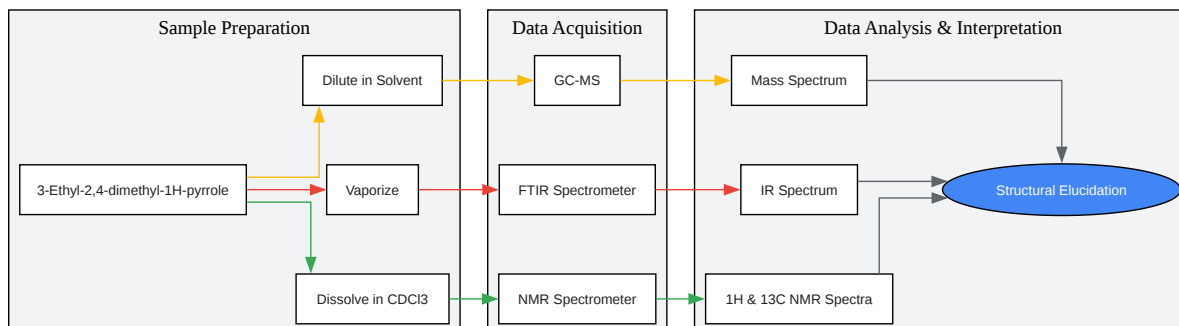 Sample Preparation
Data Acquisition
Data Analysis & Interpretation
Dilute in Solvent
GC-MS
Mass Spectrum
3-Ethyl-2,4-dimethyl-1H-pyrrole
Vaporize
FTIR Spectrometer
IR Spectrum
Structural Elucidation
Dissolve in CDCl3
NMR Spectrometer
1H & 13C NMR Spectra